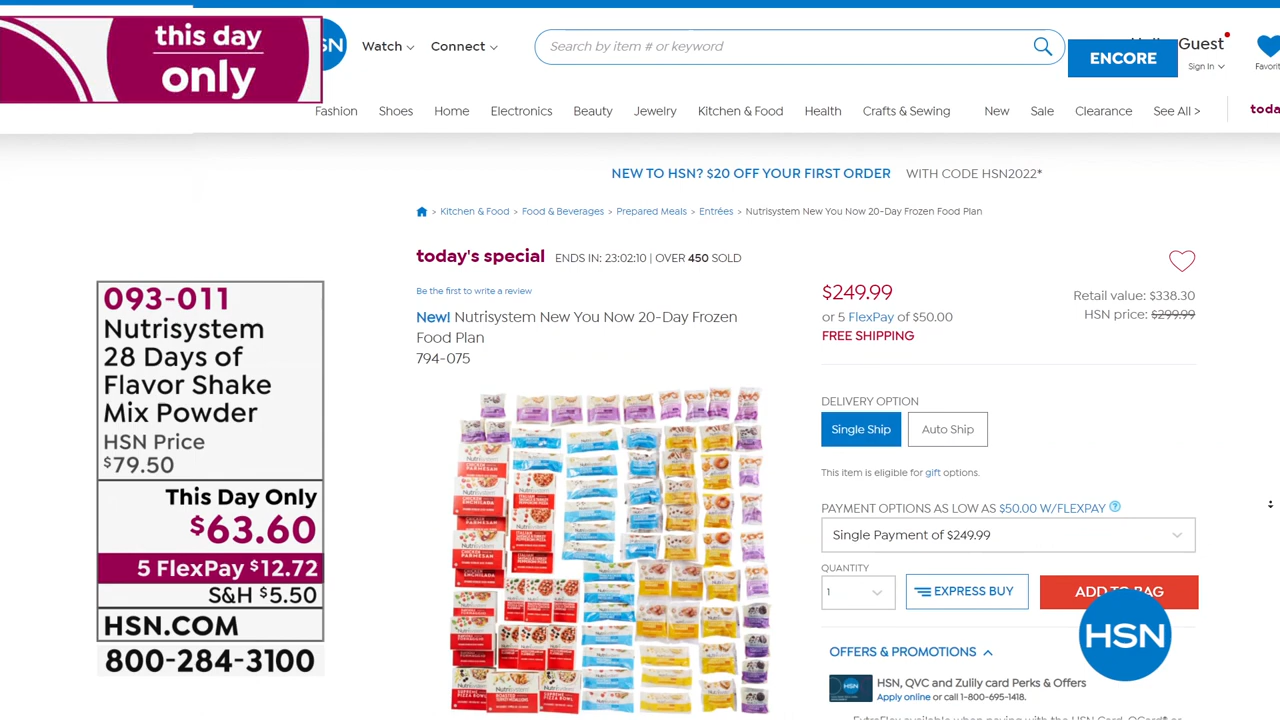 this day
only
SN
Watch
Connect
Search by item # or keyword
ENCORE
Guest
Sign In
Favorit
Fashion
Shoes
Home
Electronics
Beauty
Jewelry
Kitchen & Food
Health
Crafts & Sewing
New
Sale
Clearance
See All >
toda
NEW TO HSN? $20 OFF YOUR FIRST ORDER WITH CODE HSN2022*
> Kitchen & Food > Food & Beverages > Prepared Meals > Entrées > Nutrisystem New You Now 20-Day Frozen Food Plan
today's special ENDS IN: 23:02:10 | OVER 450 SOLD
Be the first to write a review
New! Nutrisystem New You Now 20-Day Frozen
Food Plan
794-075
093-011
Nutrisystem
28 Days of
Flavor Shake
Mix Powder
HSN Price
$79.50
This Day Only
$63.60
5 FlexPay $12.72
S&H $5.50
HSN.COM
800-284-3100
$249.99
or 5 FlexPay of $50.00
FREE SHIPPING
Retail value: $338.30
HSN price: $299.99
DELIVERY OPTION
Single Ship
Auto Ship
This item is eligible for gift options.
PAYMENT OPTIONS AS LOW AS $50.00 W/FLEXPAY ?
Single Payment of $249.99
QUANTITY
1
EXPRESS BUY
ADD TO BAG
HSN
OFFERS & PROMOTIONS
HSN, QVC and Zulily card Perks & Offers
Apply online or call 1-800-695-1418.